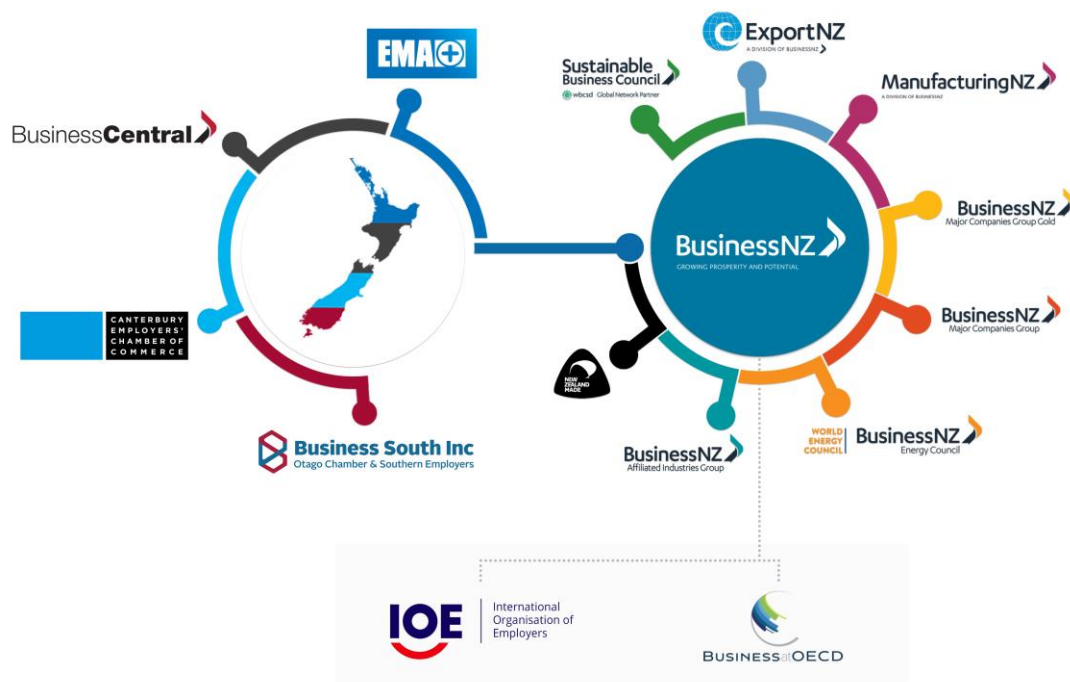 EMA
BusinessCentral
CANTERBURY
EMPLOYERS'
CHAMBER OF
COMMERCE
Business South Inc
Otago Chamber & Southern Employers
Sustainable
Business Council
wbcsd Global Network Partner
ExportNZ
A DIVISION OF BUSINESSNZ
ManufacturingNZ
A DIVISION OF BUSINESSNZ
BusinessNZ
Major Companies Group Gold
BusinessNZ
Major Companies Group
BusinessNZ
GROWING PROSPERITY AND POTENTIAL
NEW
ZEALAND
MADE
BusinessNZ
Affiliated Industries Group
WORLD
ENERGY
COUNCIL
BusinessNZ
Energy Council
IOE
International
Organisation of
Employers
BUSINESSatOECD